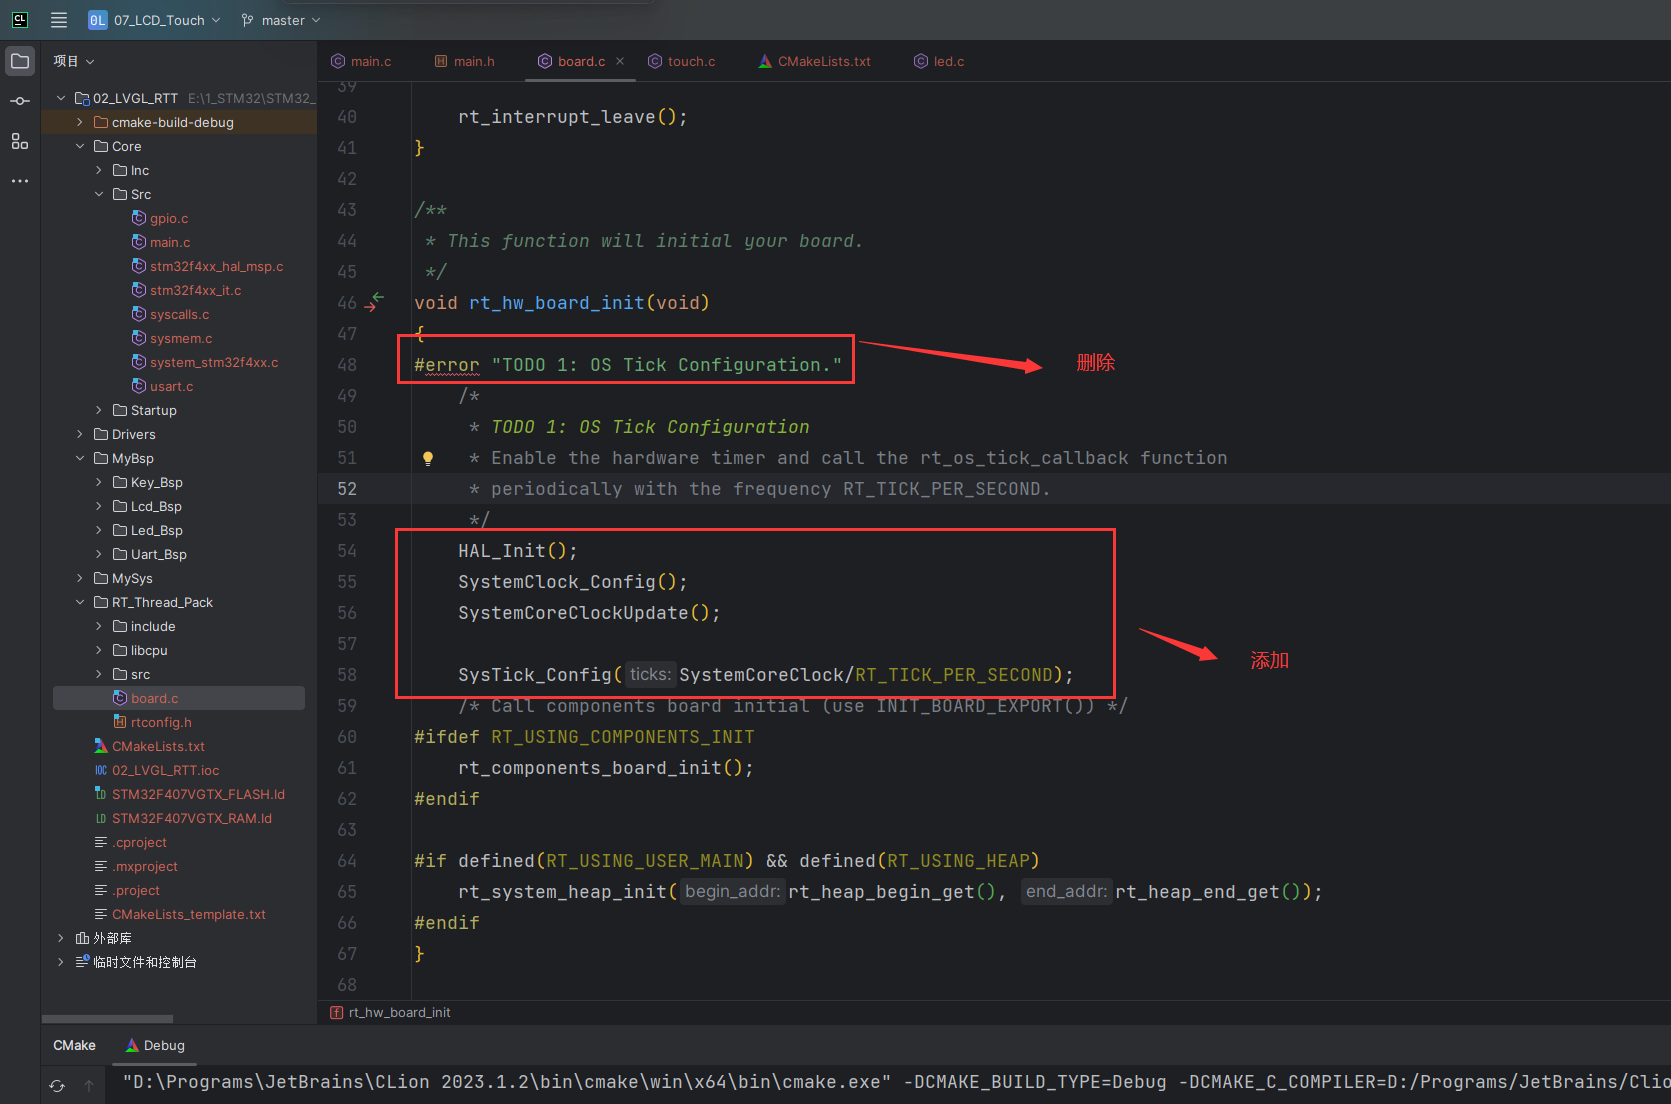 CL
0L 07_LCD_Touch master
项目
02_LVGL_RTT E:\1_STM32\STM32_
cmake-build-debug
Core
Inc
Src
gpio.c
main.c
stm32f4xx_hal_msp.c
stm32f4xx_it.c
syscalls.c
sysmem.c
system_stm32f4xx.c
usart.c
Startup
Drivers
MyBsp
Key_Bsp
Lcd_Bsp
Led_Bsp
Uart_Bsp
MySys
RT_Thread_Pack
include
libcpu
src
board.c
rtconfig.h
CMakeLists.txt
02_LVGL_RTT.ioc
STM32F407VGTX_FLASH.ld
STM32F407VGTX_RAM.ld
.cproject
.mxproject
.project
CMakeLists_template.txt
外部库
临时文件和控制台
main.c main.h board.c touch.c CMakeLists.txt led.c
39
40 rt_interrupt_leave();
41 }
42
43 /**
44 * This function will initial your board.
45 */
46 void rt_hw_board_init(void)
47 {
48 #error "TODO 1: OS Tick Configuration."
删除
49 /*
50 * TODO 1: OS Tick Configuration
51 * Enable the hardware timer and call the rt_os_tick_callback function
52 * periodically with the frequency RT_TICK_PER_SECOND.
53 */
54 HAL_Init();
55 SystemClock_Config();
56 SystemCoreClockUpdate();
57
添加
58 SysTick_Config( ticks: SystemCoreClock/RT_TICK_PER_SECOND);
59 /* Call components board initial (use INIT_BOARD_EXPORT()) */
60 #ifdef RT_USING_COMPONENTS_INIT
61 rt_components_board_init();
62 #endif
63
64 #if defined(RT_USING_USER_MAIN) && defined(RT_USING_HEAP)
65 rt_system_heap_init( begin_addr: rt_heap_begin_get(), end_addr: rt_heap_end_get());
66 #endif
67 }
68
f rt_hw_board_init
CMake Debug
"D:\Programs\JetBrains\CLion 2023.1.2\bin\cmake\win\x64\bin\cmake.exe" -DCMAKE_BUILD_TYPE=Debug -DCMAKE_C_COMPILER=D:/Programs/JetBrains/Clio